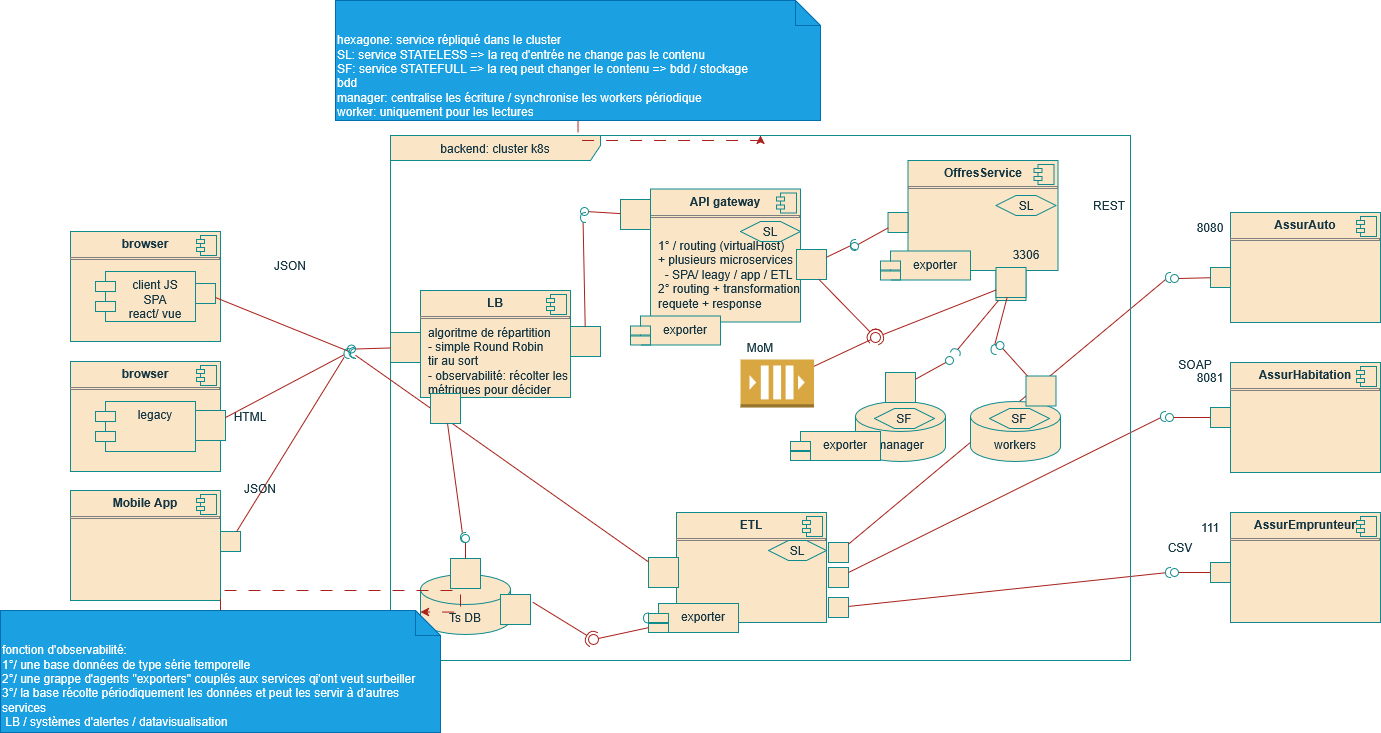 hexagone: service répliqué dans le cluster
SL: service STATELESS => la req d'entrée ne change pas le contenu
SF: service STATEFULL => la req peut changer le contenu => bdd / stockage
bdd
manager: centralise les écriture / synchronise les workers périodique
worker: uniquement pour les lectures
backend: cluster k8s
OffresService
SL
3306
exporter
REST
API gateway
SL
1° / routing (virtualHost)
+ plusieurs microservices
- SPA/ leagy / app / ETL
2° routing + transformation
requete + response
exporter
browser
client JS
SPA
react/ vue
JSON
browser
legacy
HTML
Mobile App
JSON
LB
algoritme de répartition
- simple Round Robin
tir au sort
- observabilité: récolter les
métriques pour décider
MoM
SF
manager
exporter
SF
workers
8080
AssurAuto
SOAP
8081
AssurHabitation
111
CSV
AssurEmprunteur
ETL
SL
exporter
Ts DB
fonction d'observabilité:
1°/ une base données de type série temporelle
2°/ une grappe d'agents "exporters" couplés aux services qi'ont veut surbeiller
3°/ la base récolte périodiquement les données et peut les servir à d'autres
services
LB / systèmes d'alertes / datavisualisation